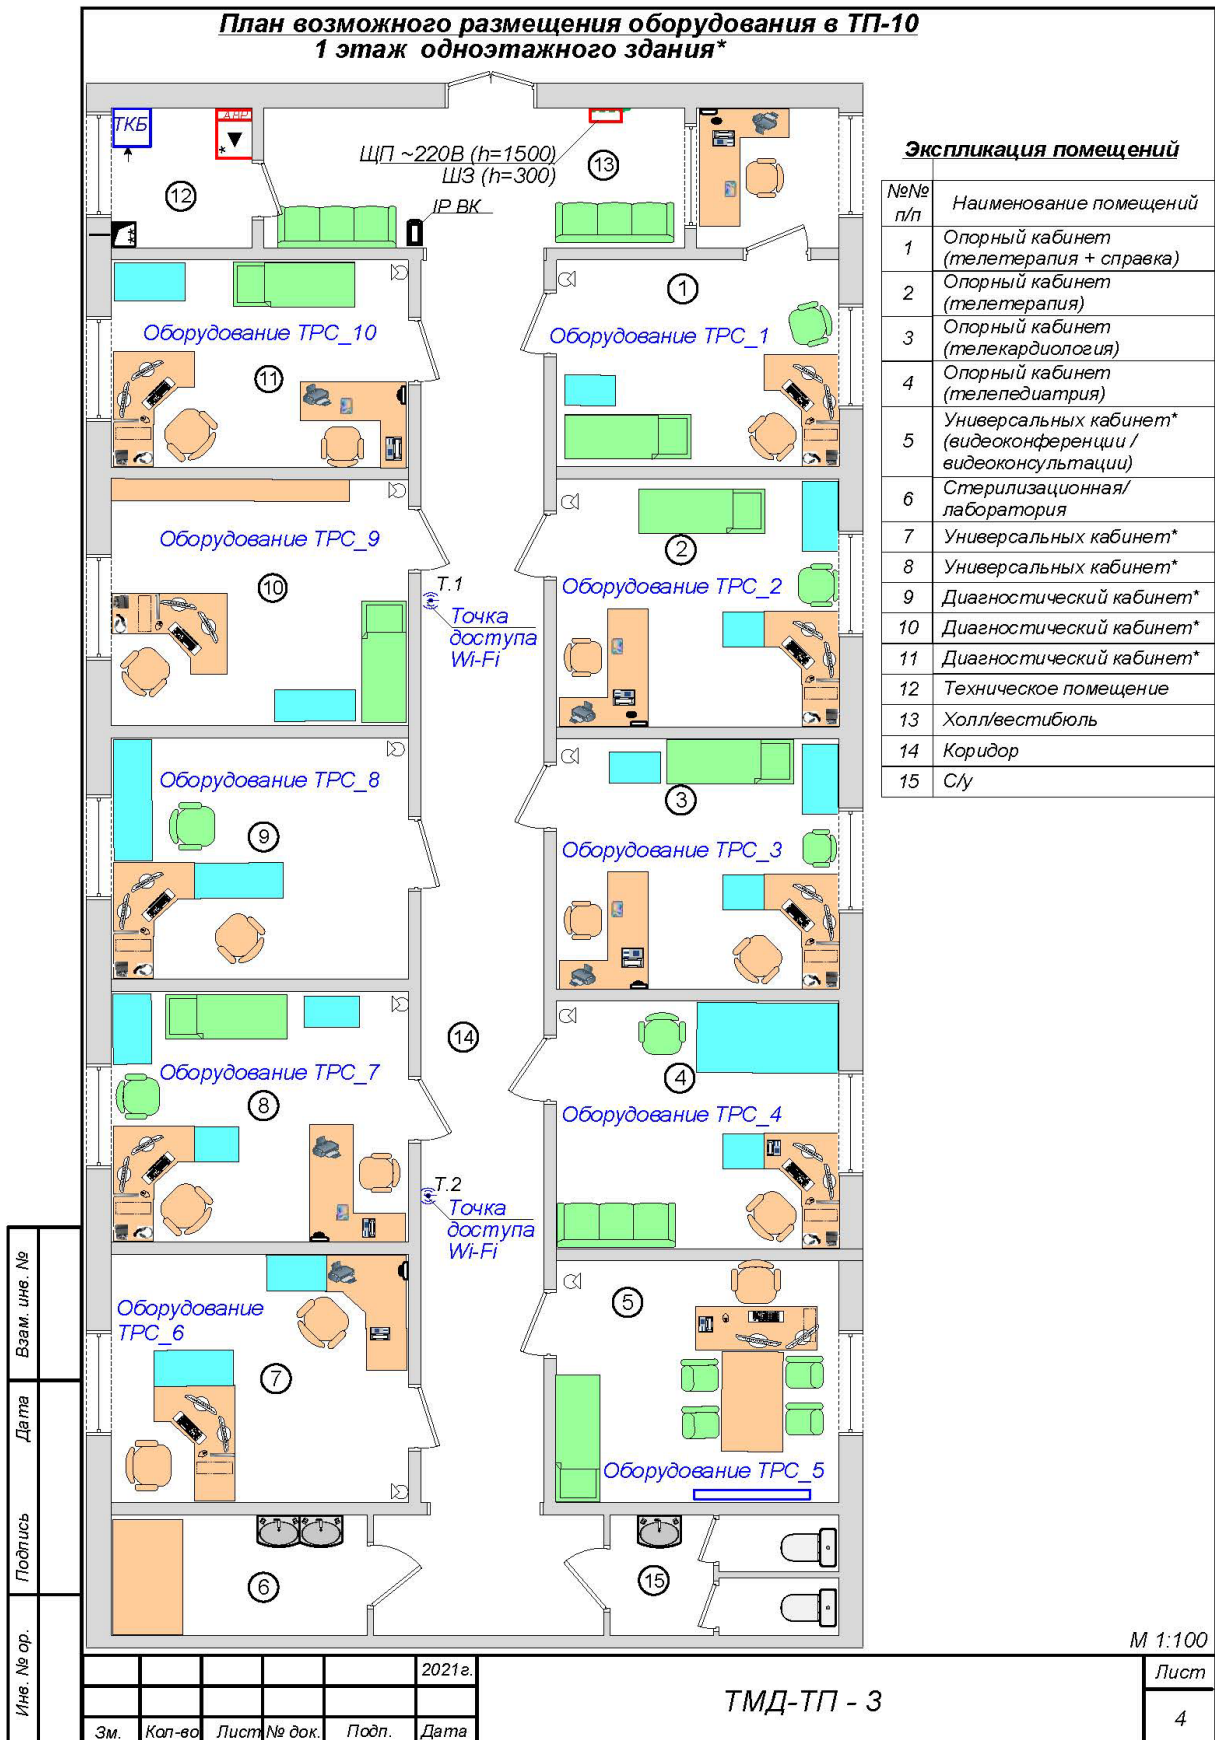 План возможного размещения оборудования в ТП-10
1 этаж одноэтажного здания*
ТКБ
АВР
*
ЩП ~220В (h=1500)
ШЗ (h=300)
13
12
IP ВК
**
1
Оборудование ТРС_10
Оборудование ТРС_1
11
Оборудование ТРС_9
2
10
Т.1
Точка
доступа
Wi-Fi
Оборудование ТРС_2
Оборудование ТРС_8
3
9
Оборудование ТРС_3
14
Оборудование ТРС_7
4
8
Оборудование ТРС_4
Т.2
Точка
доступа
Wi-Fi
Оборудование
ТРС_6
5
7
Оборудование ТРС_5
6
15
Экспликация помещений
№№ п/п
Наименование помещений
1
Опорный кабинет
(телетерапия + справка)
2
Опорный кабинет
(телетерапия)
3
Опорный кабинет
(телекардиология)
4
Опорный кабинет
(телепедиатрия)
5
Универсальных кабинет*
(видеоконференции /
видеоконсультации)
6
Стерилизационная/
лаборатория
7 Универсальных кабинет*
8 Универсальных кабинет*
9 Диагностический кабинет*
10 Диагностический кабинет*
11 Диагностический кабинет*
12 Техническое помещение
13 Холл/вестибюль
14 Коридор
15 С/у
М 1:100
Взам. инв. №
Дата
Подпись
Инв. № ор.
2021г.
Зм. Кол-во Лист № док. Подп. Дата
ТМД-ТП - 3
Лист
4